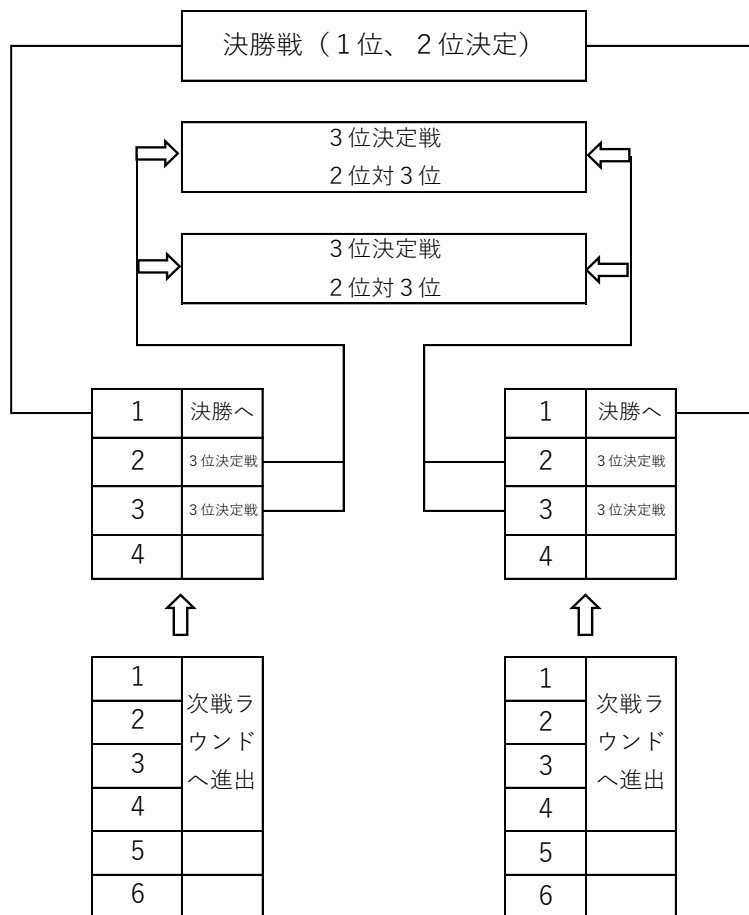 決勝戦（１位、２位決定）
３位決定戦
２位対３位
３位決定戦
２位対３位
1 決勝へ
2 ３位決定戦
3 ３位決定戦
4
1 決勝へ
2 ３位決定戦
3 ３位決定戦
4
1
2
3
4
次戦ラ
ウンド
へ進出
5
6
1
2
3
4
次戦ラ
ウンド
へ進出
5
6